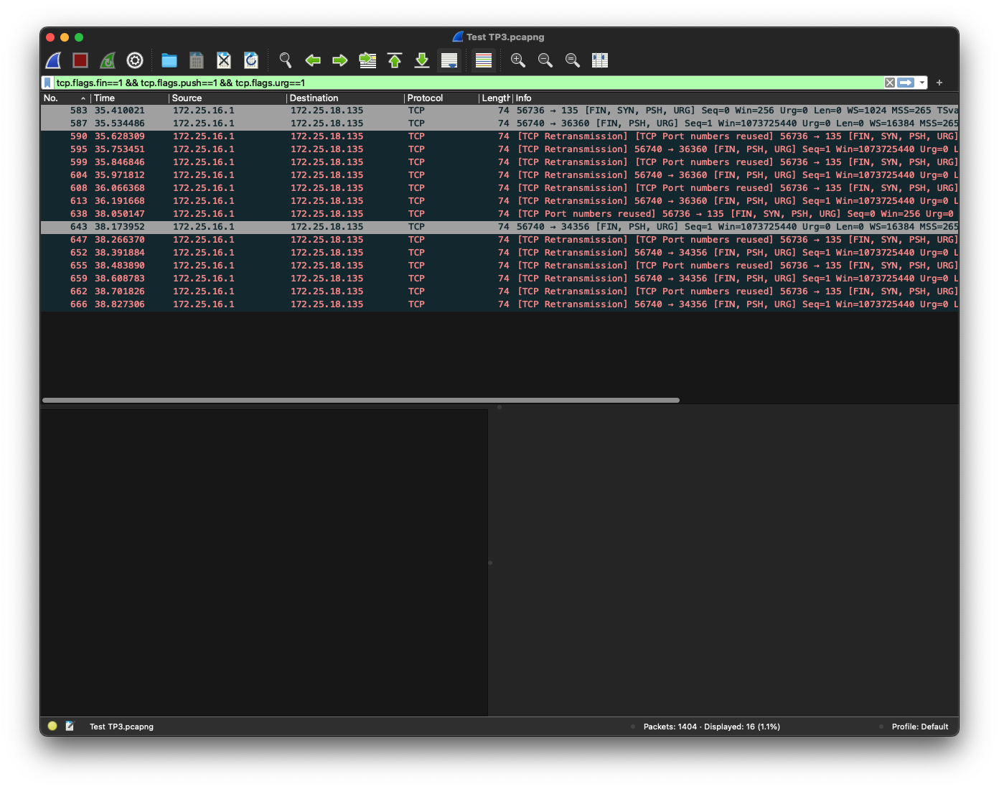 Test TP3.pcapng
tcp.flags.fin==1 && tcp.flags.push==1 && tcp.flags.urg==1
No. Time Source Destination Protocol Length Info
583 35.410021 172.25.16.1 172.25.18.135 TCP 74 56736 → 135 [FIN, SYN, PSH, URG] Seq=0 Win=256 Urg=0 Len=0 WS=1024 MSS=265 TSva
587 35.534486 172.25.16.1 172.25.18.135 TCP 74 56740 → 36360 [FIN, PSH, URG] Seq=1 Win=1073725440 Urg=0 Len=0 WS=16384 MSS=265
590 35.628309 172.25.16.1 172.25.18.135 TCP 74 [TCP Retransmission] [TCP Port numbers reused] 56736 → 135 [FIN, SYN, PSH, URG]
595 35.753451 172.25.16.1 172.25.18.135 TCP 74 [TCP Retransmission] 56740 → 36360 [FIN, PSH, URG] Seq=1 Win=1073725440 Urg=0 L
599 35.846846 172.25.16.1 172.25.18.135 TCP 74 [TCP Retransmission] [TCP Port numbers reused] 56736 → 135 [FIN, SYN, PSH, URG]
604 35.971812 172.25.16.1 172.25.18.135 TCP 74 [TCP Retransmission] 56740 → 36360 [FIN, PSH, URG] Seq=1 Win=1073725440 Urg=0 L
608 36.066368 172.25.16.1 172.25.18.135 TCP 74 [TCP Retransmission] [TCP Port numbers reused] 56736 → 135 [FIN, SYN, PSH, URG]
613 36.191668 172.25.16.1 172.25.18.135 TCP 74 [TCP Retransmission] 56740 → 36360 [FIN, PSH, URG] Seq=1 Win=1073725440 Urg=0 L
638 38.050147 172.25.16.1 172.25.18.135 TCP 74 [TCP Port numbers reused] 56736 → 135 [FIN, SYN, PSH, URG] Seq=0 Win=256 Urg=0
643 38.173952 172.25.16.1 172.25.18.135 TCP 74 56740 → 34356 [FIN, PSH, URG] Seq=1 Win=1073725440 Urg=0 Len=0 WS=16384 MSS=265
647 38.266370 172.25.16.1 172.25.18.135 TCP 74 [TCP Retransmission] [TCP Port numbers reused] 56736 → 135 [FIN, SYN, PSH, URG]
652 38.391884 172.25.16.1 172.25.18.135 TCP 74 [TCP Retransmission] 56740 → 34356 [FIN, PSH, URG] Seq=1 Win=1073725440 Urg=0 L
655 38.483890 172.25.16.1 172.25.18.135 TCP 74 [TCP Retransmission] [TCP Port numbers reused] 56736 → 135 [FIN, SYN, PSH, URG]
659 38.608783 172.25.16.1 172.25.18.135 TCP 74 [TCP Retransmission] 56740 → 34356 [FIN, PSH, URG] Seq=1 Win=1073725440 Urg=0 L
662 38.701826 172.25.16.1 172.25.18.135 TCP 74 [TCP Retransmission] [TCP Port numbers reused] 56736 → 135 [FIN, SYN, PSH, URG]
666 38.827306 172.25.16.1 172.25.18.135 TCP 74 [TCP Retransmission] 56740 → 34356 [FIN, PSH, URG] Seq=1 Win=1073725440 Urg=0 L
Test TP3.pcapng Packets: 1404 · Displayed: 16 (1.1%) Profile: Default